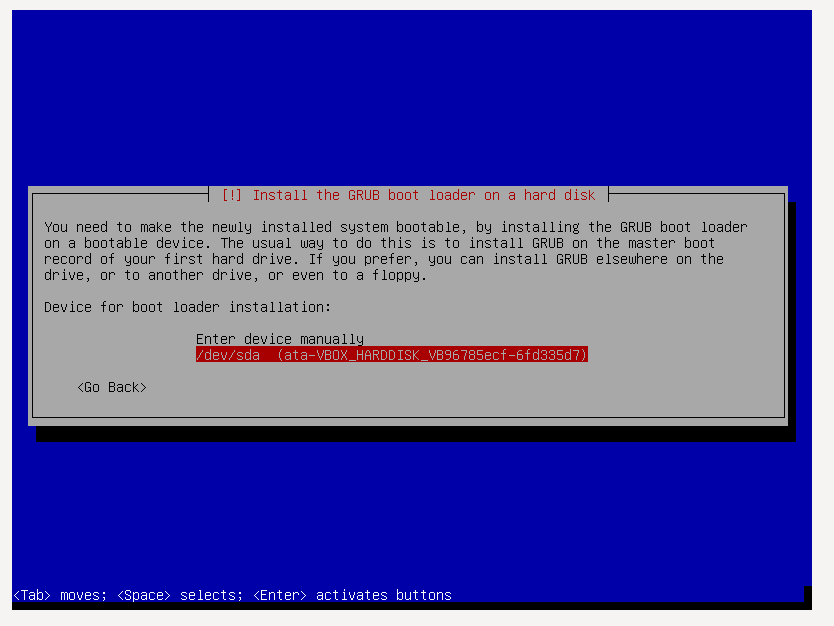 [!] Install the GRUB boot loader on a hard disk
You need to make the newly installed system bootable, by installing the GRUB boot loader
on a bootable device. The usual way to do this is to install GRUB on the master boot
record of your first hard drive. If you prefer, you can install GRUB elsewhere on the
drive, or to another drive, or even to a floppy.
Device for boot loader installation:
Enter device manually
/dev/sda  (ata-VBOX_HARDDISK_VB96785ecf-6fd335d7)
<Go Back>
<Tab> moves; <Space> selects; <Enter> activates buttons